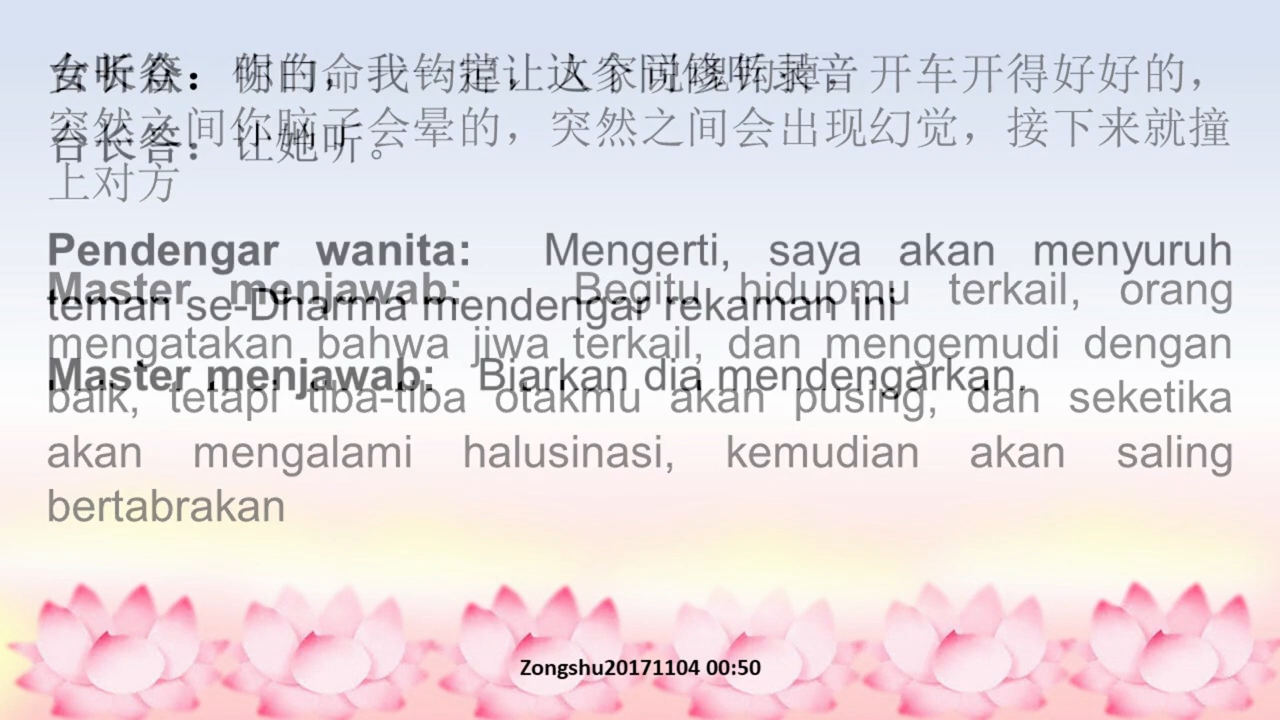 女听众： 开车开得好好的，
突然之间你脑子会晕的，突然之间会出现幻觉，接下来就撞
台长答：让她听。
上对方
Pendengar wanita: Mengerti, saya akan menyuruh
Master menjawab: Begitu hidupmu terkail, orang
teman se-Dharma mendengar rekaman ini
mengatakan bahwa jiwa terkail, dan mengemudi dengan
Master menjawab: Biarkan dia mendengarkan.
baik, tetapi tiba-tiba otakmu akan pusing, dan seketika
akan mengalami halusinasi, kemudian akan saling
bertabrakan
Zongshu20171104 00:50